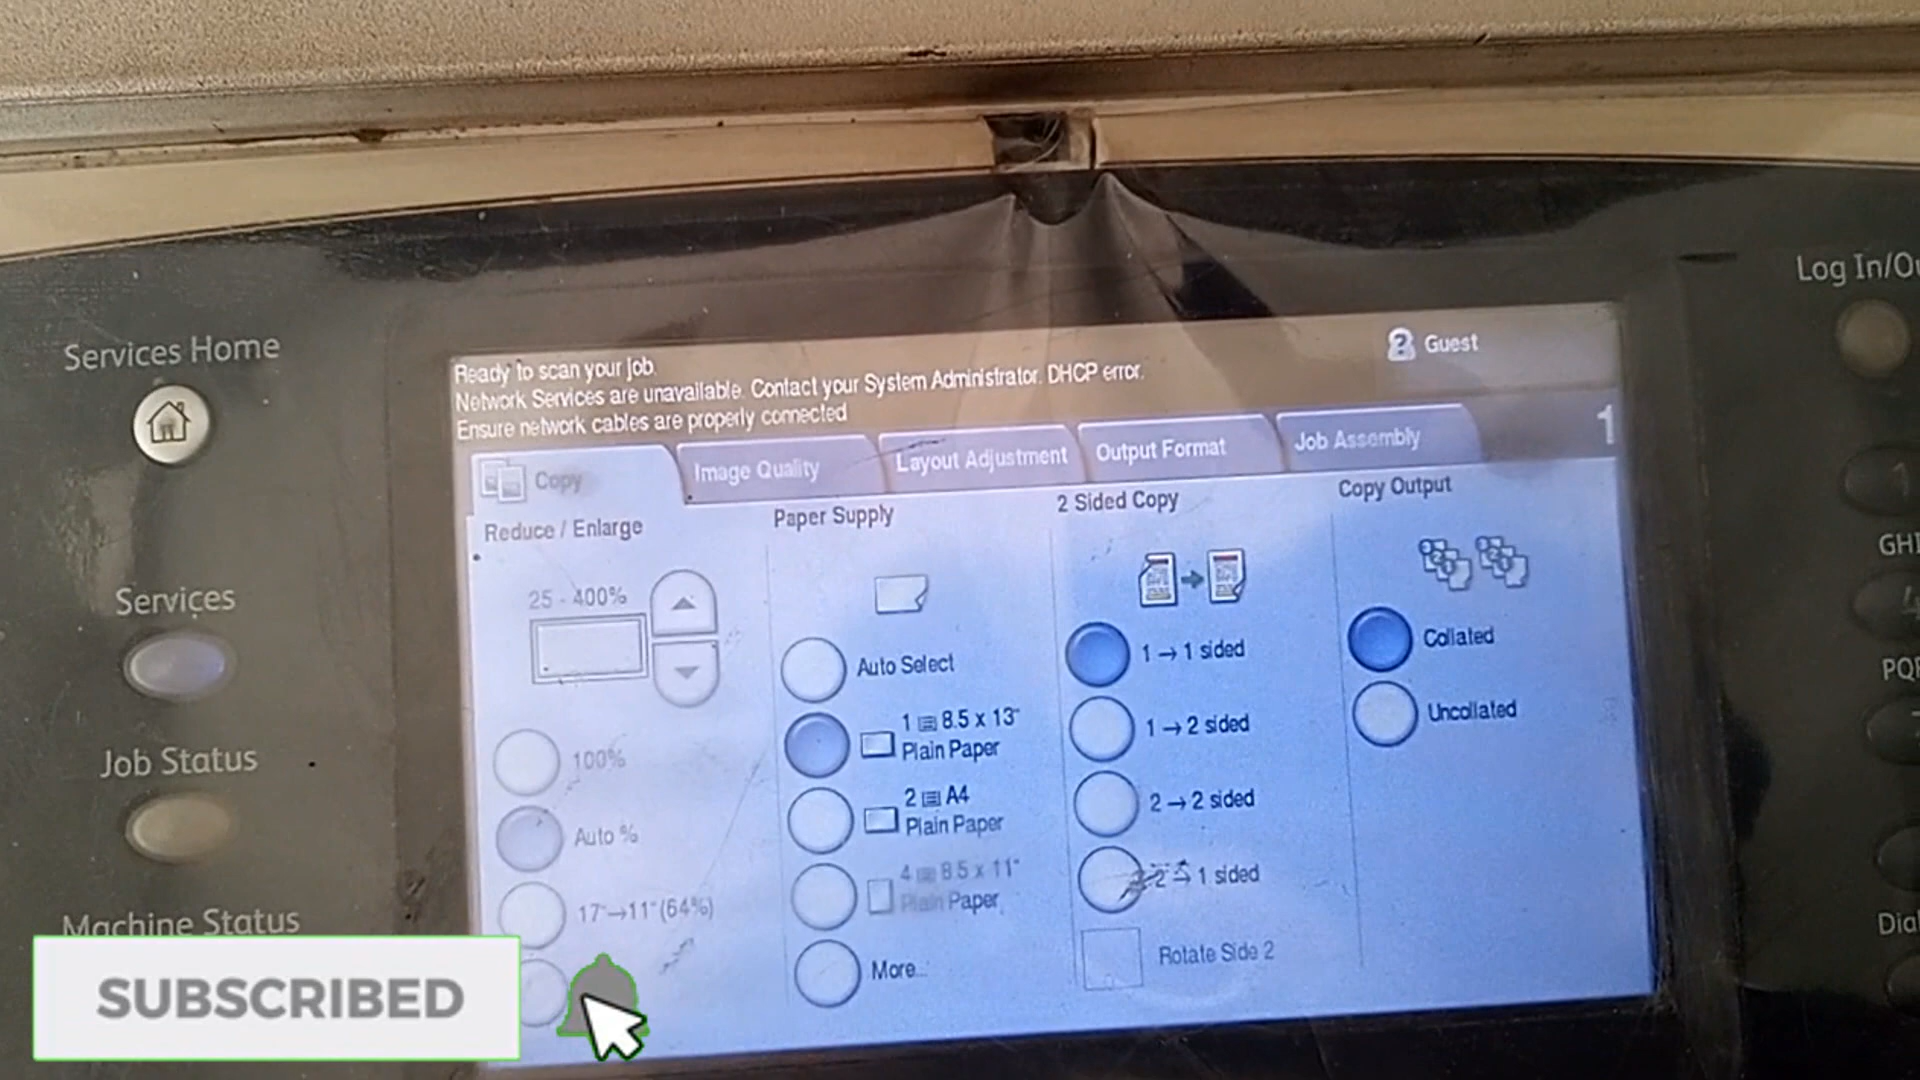 Log In/Ou
Services Home
Ready to scan your job.
Network Services are unavailable. Contact your System Administrator. DHCP error.
Ensure network cables are properly connected
Guest
1
Copy
Image Quality
Layout Adjustment
Output Format
Job Assembly
Reduce / Enlarge
Paper Supply
2 Sided Copy
Copy Output
25 - 400%
100%
Auto %
17"→11" (64%)
Auto Select
1 8.5 x 13"
Plain Paper
2 A4
Plain Paper
4 8.5 x 11"
Plain Paper
More...
1 → 1 sided
1 → 2 sided
2 → 2 sided
2 → 1 sided
Rotate Side 2
Collated
Uncollated
Services
Job Status
Machine Status
1
GHI
4
PQR
Dial
SUBSCRIBED